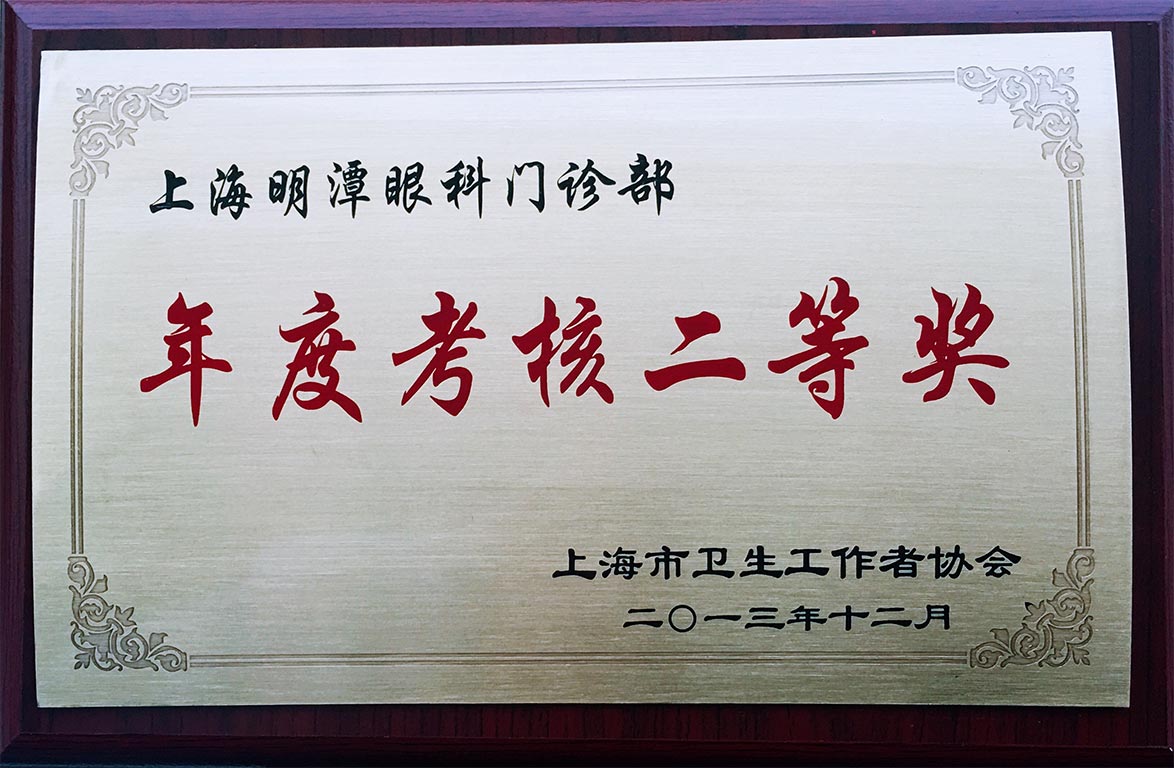 上海明潭眼科门诊部
年度考核二等奖
上海市卫生工作者协会
二〇一三年十二月